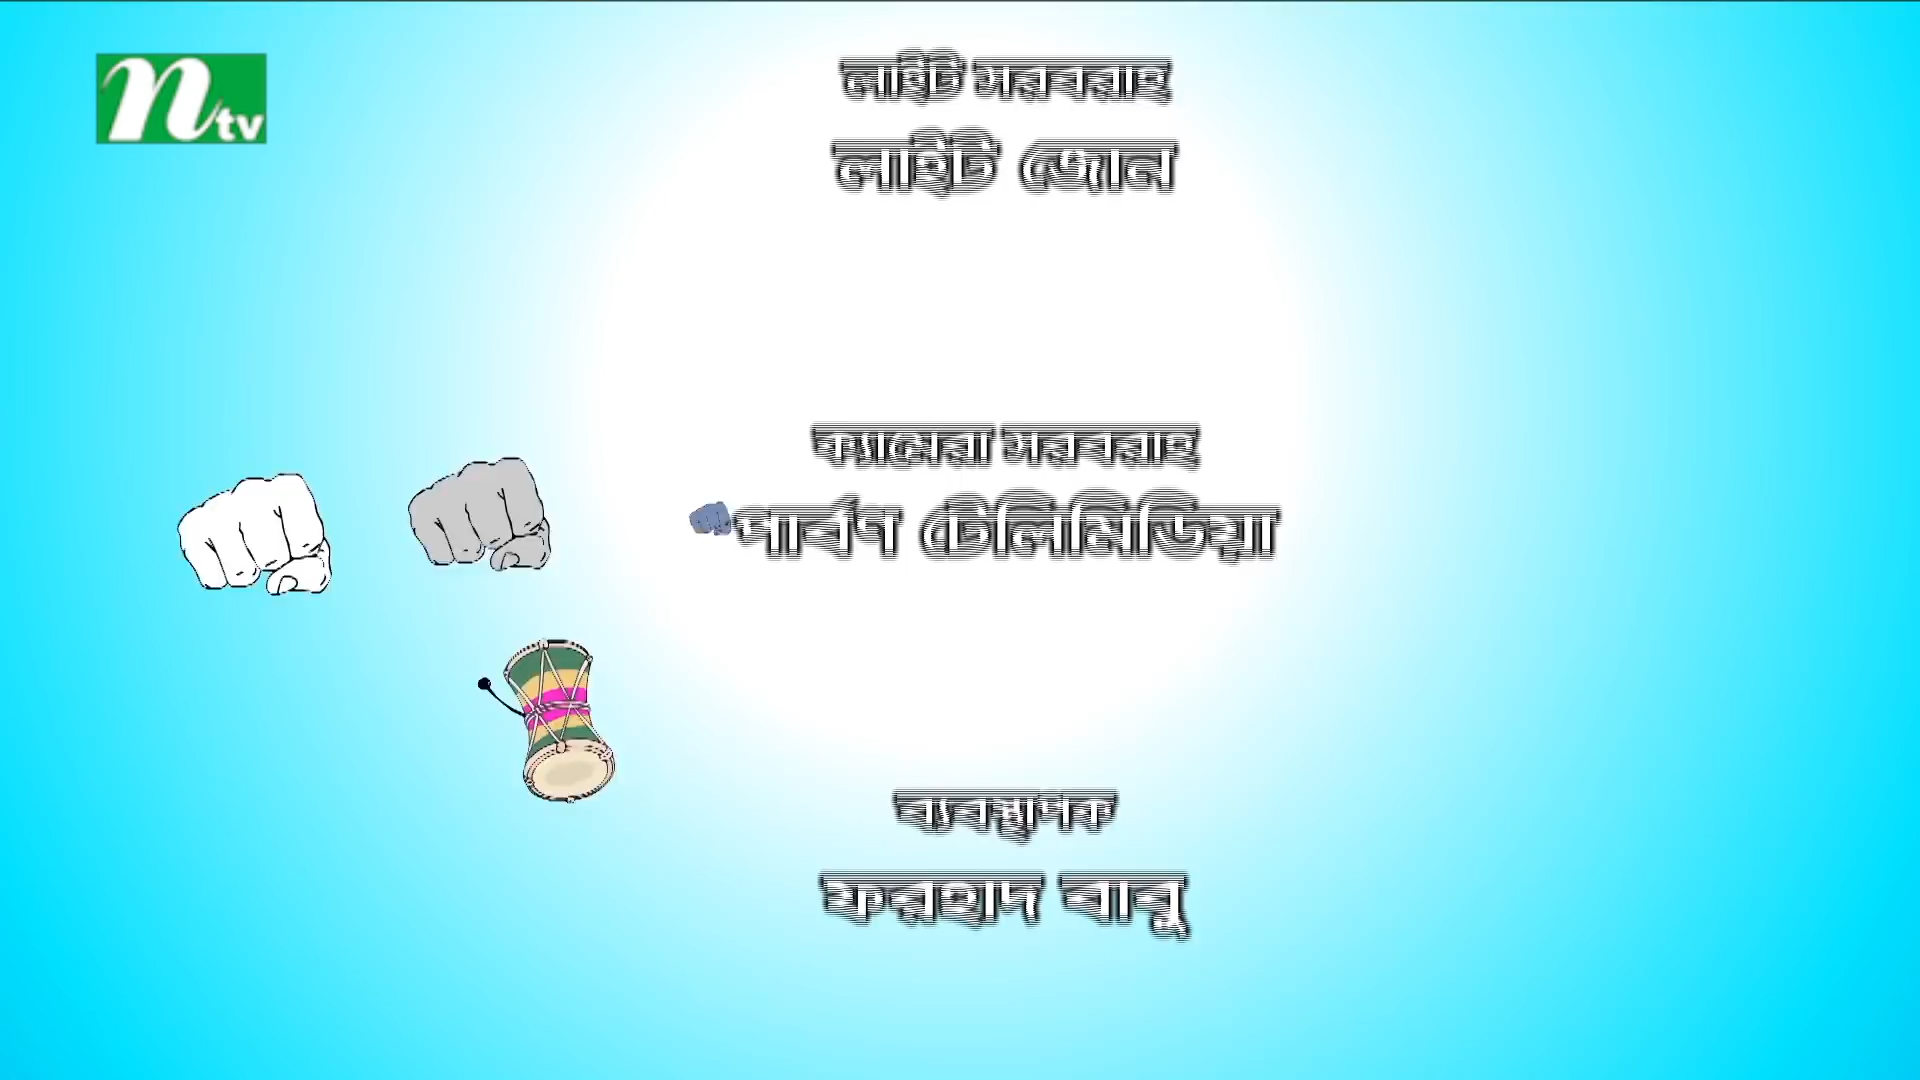 ntv
লাইট সরবরাহ
লাইট জোন
ক্যামেরা সরবরাহ
পার্বণ টেলিমিডিয়া
ব্যবস্থাপক
ফরহাদ বাবু